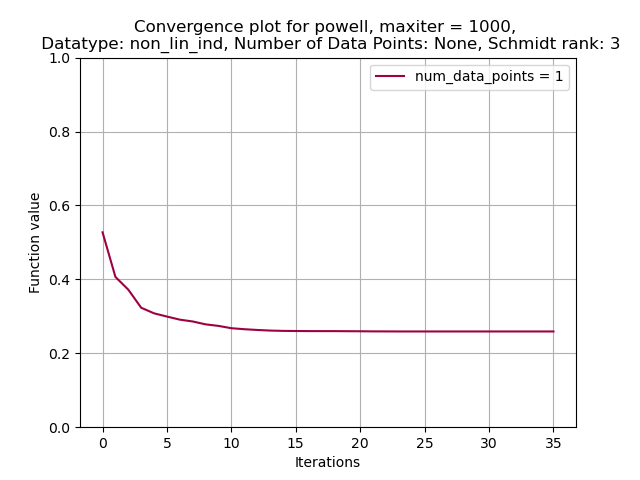 Convergence plot for powell, maxiter = 1000,
Datatype: non_lin_ind, Number of Data Points: None, Schmidt rank: 3
num_data_points = 1
Function value
1.0
0.8
0.6
0.4
0.2
0.0
0 5 10 15 20 25 30 35
Iterations